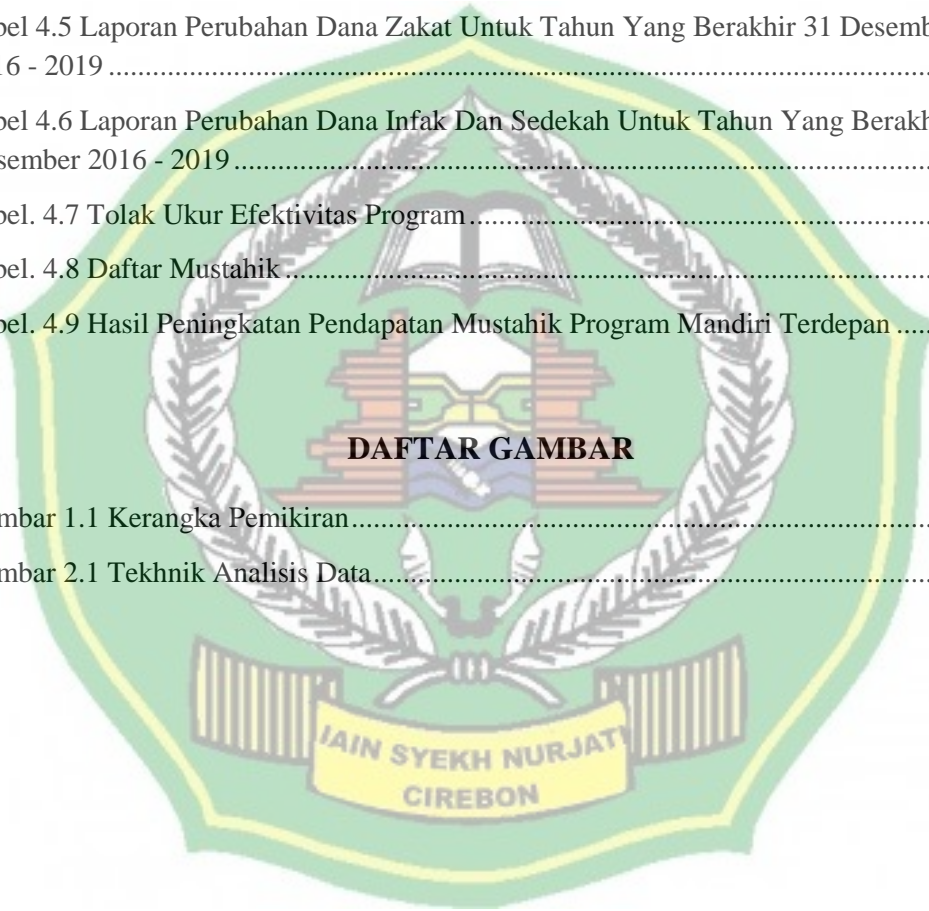 bel 4.5 Laporan Perubahan Dana Zakat Untuk Tahun Yang Berakhir 31 Desemb
16 - 2019
bel 4.6 Laporan Perubahan Dana Infak Dan Sedekah Untuk Tahun Yang Berakh
sember 2016 - 2019
bel. 4.7 Tolak Ukur Efektivitas Program
bel. 4.8 Daftar Mustahik
bel. 4.9 Hasil Peningkatan Pendapatan Mustahik Program Mandiri Terdepan
DAFTAR GAMBAR
mbar 1.1 Kerangka Pemikiran
mbar 2.1 Tekhnik Analisis Data
IAIN SYEKH NURJATI
CIREBON